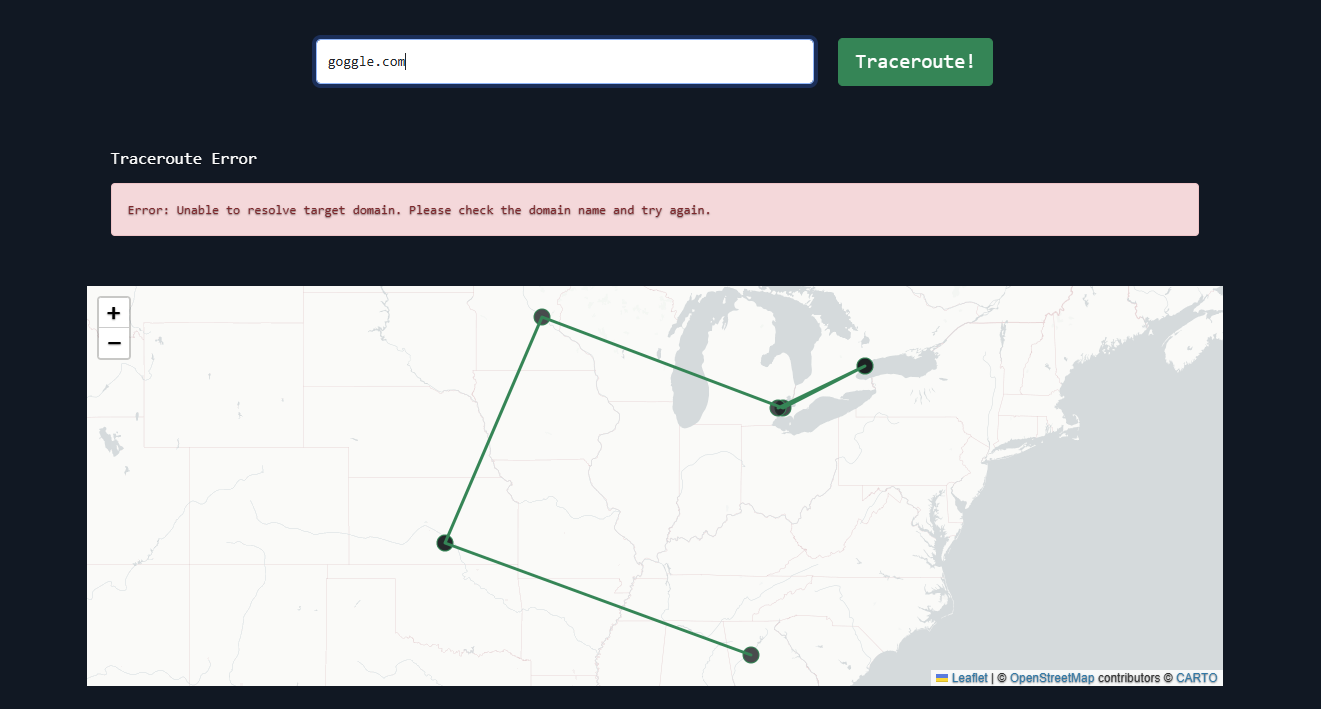 goggle.com
Traceroute!
Traceroute Error
Error: Unable to resolve target domain. Please check the domain name and try again.
+
−
Leaflet | © OpenStreetMap contributors © CARTO